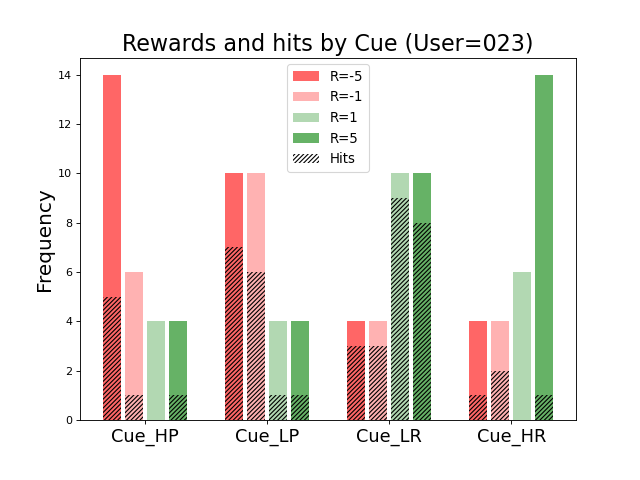 Rewards and hits by Cue (User=023)
R=-5
R=-1
R=1
R=5
Hits
Frequency
14
12
10
8
6
4
2
0
Cue_HP Cue_LP Cue_LR Cue_HR